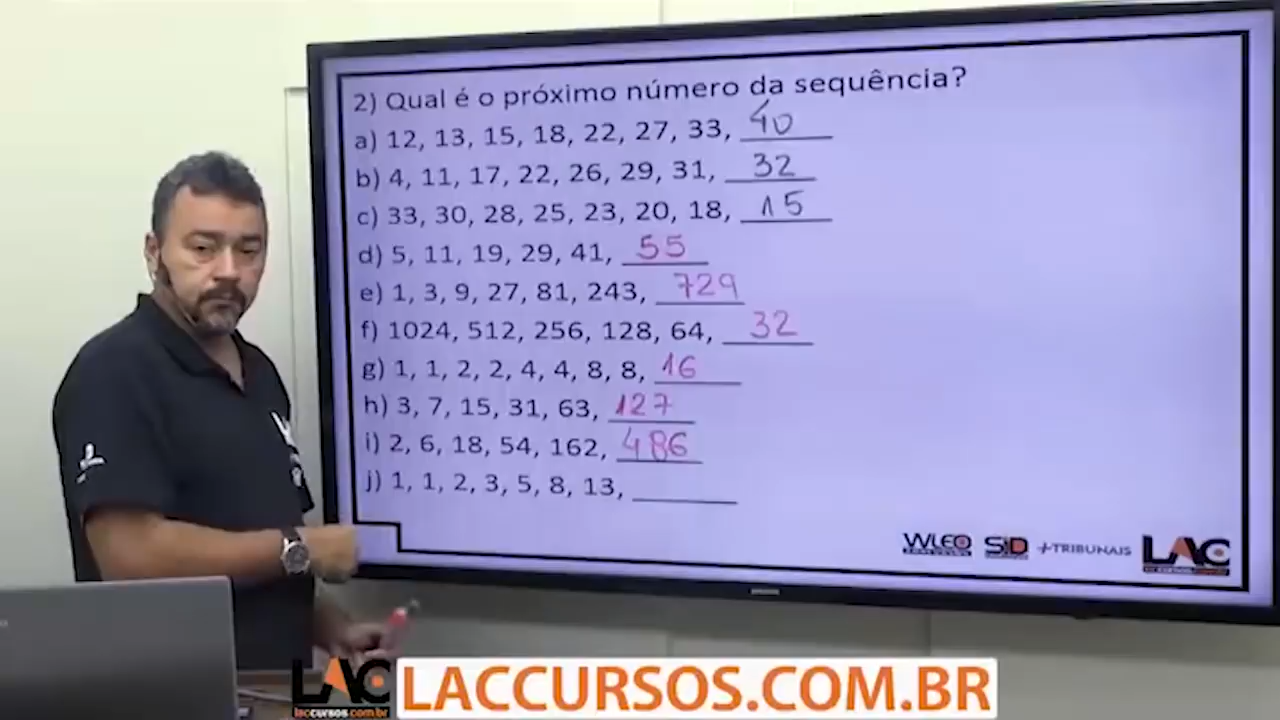 2) Qual é o próximo número da sequência?
a) 12, 13, 15, 18, 22, 27, 33, 40
b) 4, 11, 17, 22, 26, 29, 31, 32
c) 33, 30, 28, 25, 23, 20, 18, 15
d) 5, 11, 19, 29, 41, 55
e) 1, 3, 9, 27, 81, 243, 729
f) 1024, 512, 256, 128, 64, 32
g) 1, 1, 2, 2, 4, 4, 8, 8, 16
h) 3, 7, 15, 31, 63, 127
i) 2, 6, 18, 54, 162, 486
j) 1, 1, 2, 3, 5, 8, 13, ______
WLEO SID +TRIBUNAIS LAC
LAC
laccursos.com.br
LACCURSOS.COM.BR